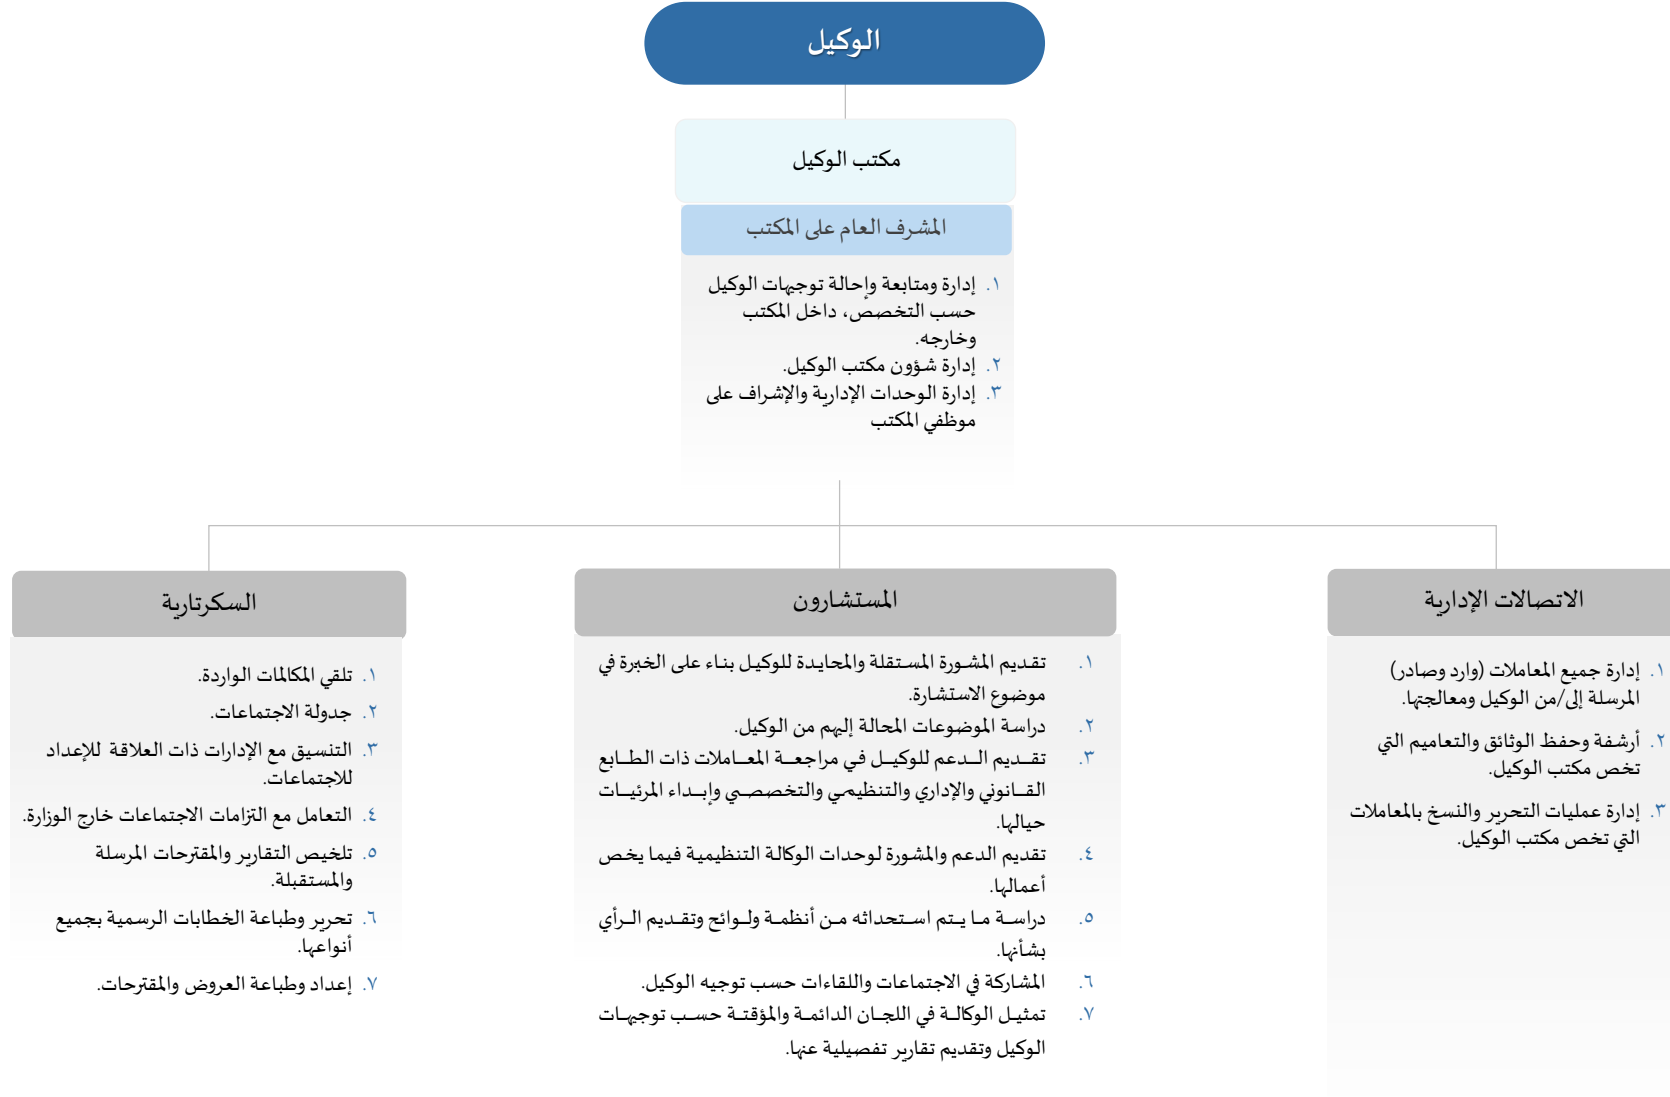 الوكيل
مكتب الوكيل
المشرف العام على المكتب
١. إدارة ومتابعة وإحالة توجيهات الوكيل
حسب التخصص، داخل المكتب
وخارجه.
٢. إدارة شؤون مكتب الوكيل.
٣. إدارة الوحدات الإدارية والإشراف على
موظفي المكتب
الاتصالات الإدارية
١. إدارة جميع المعاملات (وارد وصادر)
المرسلة إلى/من الوكيل ومعالجتها.
٢. أرشفة وحفظ الوثائق والتعاميم التي
تخص مكتب الوكيل.
٣. إدارة عمليات التحرير والنسخ بالمعاملات
التي تخص مكتب الوكيل.
المستشارون
١. تقديم المشورة المستقلة والمحايدة للوكيل بناء على الخبرة في
موضوع الاستشارة.
٢. دراسة الموضوعات المحالة إليهم من الوكيل.
٣. تقديم الدعم للوكيل في مراجعة المعاملات ذات الطابع
القانوني والإداري والتنظيمي والتخصصي وإبداء المرئيات
حيالها.
٤. تقديم الدعم والمشورة لوحدات الوكالة التنظيمية فيما يخص
أعمالها.
٥. دراسة ما يتم استحداثه من أنظمة ولوائح وتقديم الرأي
بشأنها.
٦. المشاركة في الاجتماعات واللقاءات حسب توجيه الوكيل.
٧. تمثيل الوكالة في اللجان الدائمة والمؤقتة حسب توجيهات
الوكيل وتقديم تقارير تفصيلية عنها.
السكرتارية
١. تلقي المكالمات الواردة.
٢. جدولة الاجتماعات.
٣. التنسيق مع الإدارات ذات العلاقة للإعداد
للاجتماعات.
٤. التعامل مع التزامات الاجتماعات خارج الوزارة.
٥. تلخيص التقارير والمقترحات المرسلة
والمستقبلة.
٦. تحرير وطباعة الخطابات الرسمية بجميع
أنواعها.
٧. إعداد وطباعة العروض والمقترحات.